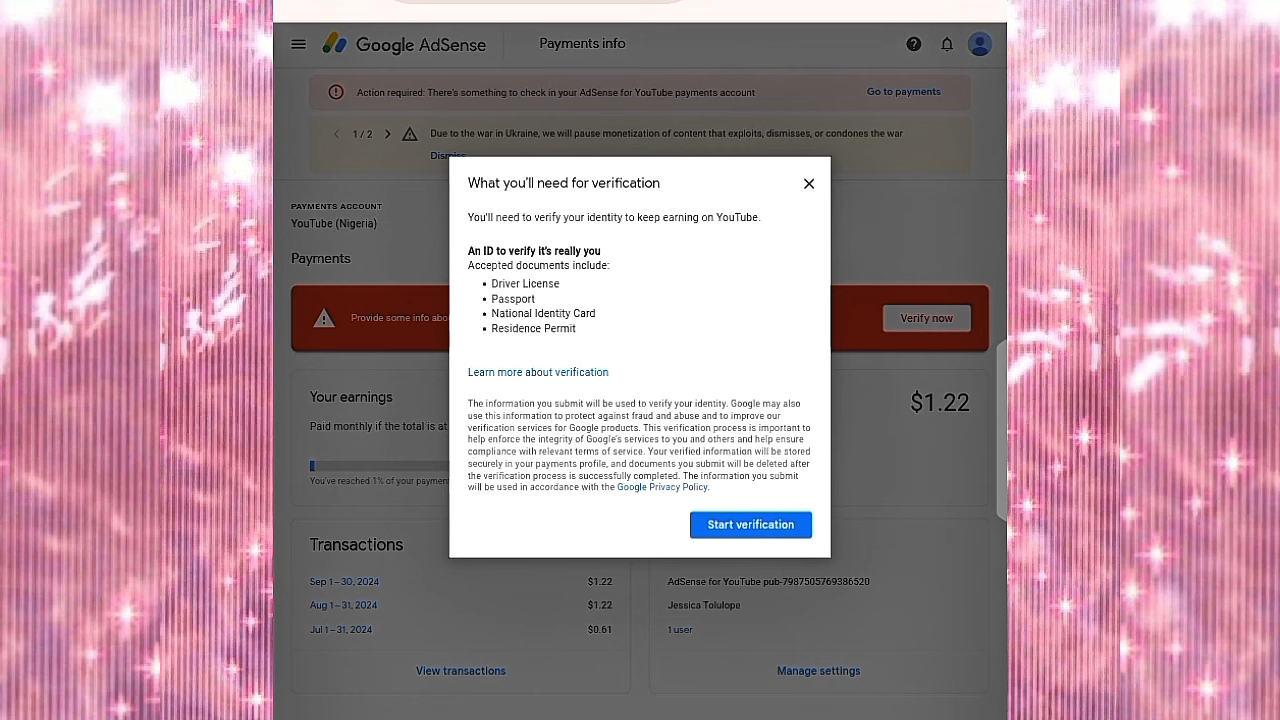 Google AdSense
Payments info
Action required: There's something to check in your AdSense for YouTube payments account
Go to payments
1 / 2
Due to the war in Ukraine, we will pause monetization of content that exploits, dismisses, or condones the war
Dismiss
What you'll need for verification
You'll need to verify your identity to keep earning on YouTube.
An ID to verify it's really you
Accepted documents include:
• Driver License
• Passport
• National Identity Card
• Residence Permit
Learn more about verification
The information you submit will be used to verify your identity. Google may also
use this information to protect against fraud and abuse and to improve our
verification services for Google products. This verification process is important to
help enforce the integrity of Google's services to you and others and help ensure
compliance with relevant terms of service. Your verified information will be stored
securely in your payments profile, and documents you submit will be deleted after
the verification process is successfully completed. The information you submit
will be used in accordance with the Google Privacy Policy.
Start verification
PAYMENTS ACCOUNT
YouTube (Nigeria)
Payments
Provide some info abo
Verify now
Your earnings
$1.22
Paid monthly if the total is at
You've reached 1% of your paymen
Transactions
Sep 1–30, 2024 $1.22
Aug 1–31, 2024 $1.22
Jul 1–31, 2024 $0.61
View transactions
AdSense for YouTube pub-7987505769386520
Jessica Tolulope
1 user
Manage settings